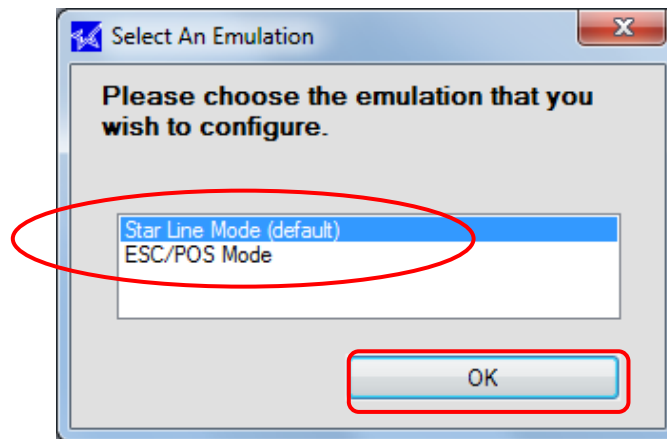 Select An Emulation
Please choose the emulation that you
wish to configure.
Star Line Mode (default)
ESC/POS Mode
OK